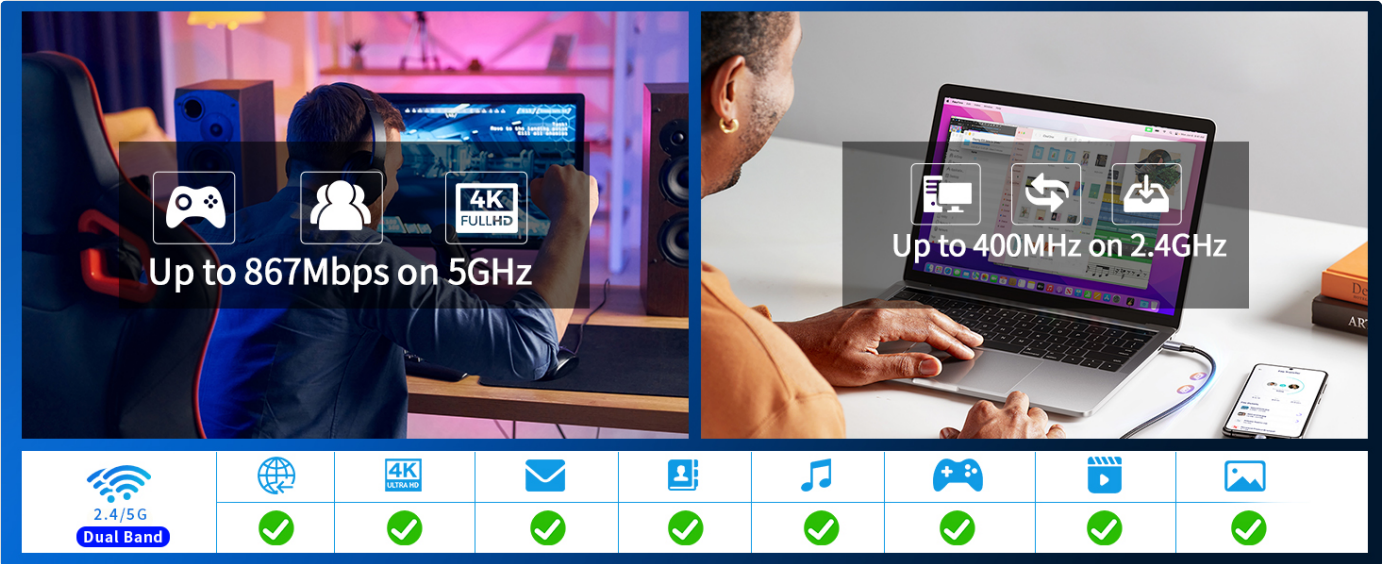 4K
FULLHD
Up to 867Mbps on 5GHz
Up to 400MHz on 2.4GHz
ART
2.4/5G
Dual Band
4K
ULTRA HD